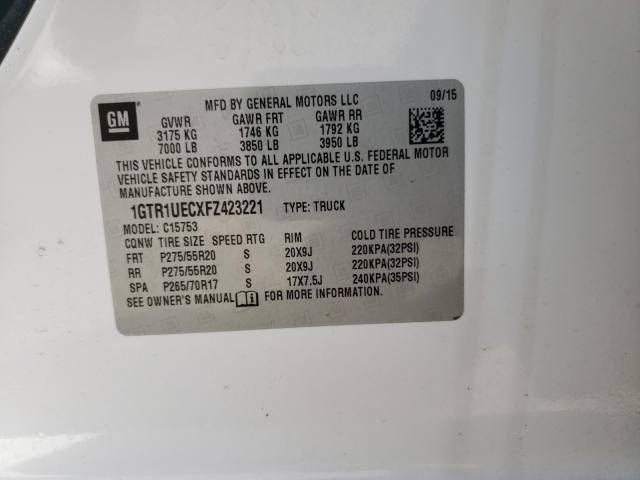 GM
MFD BY GENERAL MOTORS LLC 09/15
GVWR GAWR FRT GAWR RR
3175 KG 1746 KG 1792 KG
7000 LB 3850 LB 3950 LB
THIS VEHICLE CONFORMS TO ALL APPLICABLE U.S. FEDERAL MOTOR
VEHICLE SAFETY STANDARDS IN EFFECT ON THE DATE OF
MANUFACTURE SHOWN ABOVE.
1GTR1UECXFZ423221 TYPE: TRUCK
MODEL: C15753
CQNW TIRE SIZE SPEED RTG RIM COLD TIRE PRESSURE
FRT P275/55R20 S 20X9J 220KPA(32PSI)
RR P275/55R20 S 20X9J 220KPA(32PSI)
SPA P265/70R17 S 17X7.5J 240KPA(35PSI)
SEE OWNER'S MANUAL FOR MORE INFORMATION.